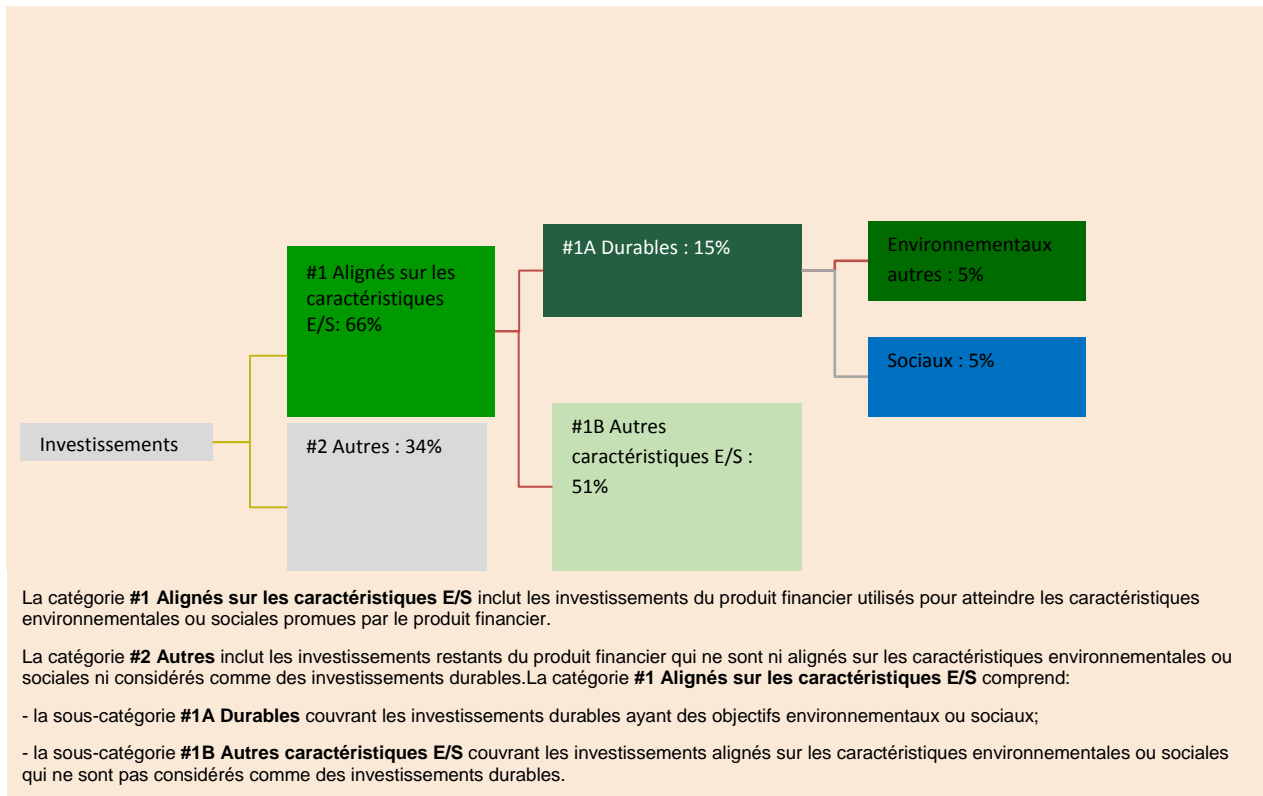 Investissements
#1 Alignés sur les
caractéristiques
E/S: 66%
#2 Autres : 34%
#1A Durables : 15%
#1B Autres
caractéristiques E/S :
51%
Environnementaux
autres : 5%
Sociaux : 5%
La catégorie #1 Alignés sur les caractéristiques E/S inclut les investissements du produit financier utilisés pour atteindre les caractéristiques
environnementales ou sociales promues par le produit financier.
La catégorie #2 Autres inclut les investissements restants du produit financier qui ne sont ni alignés sur les caractéristiques environnementales ou
sociales ni considérés comme des investissements durables.La catégorie #1 Alignés sur les caractéristiques E/S comprend:
- la sous-catégorie #1A Durables couvrant les investissements durables ayant des objectifs environnementaux ou sociaux;
- la sous-catégorie #1B Autres caractéristiques E/S couvrant les investissements alignés sur les caractéristiques environnementales ou sociales
qui ne sont pas considérés comme des investissements durables.